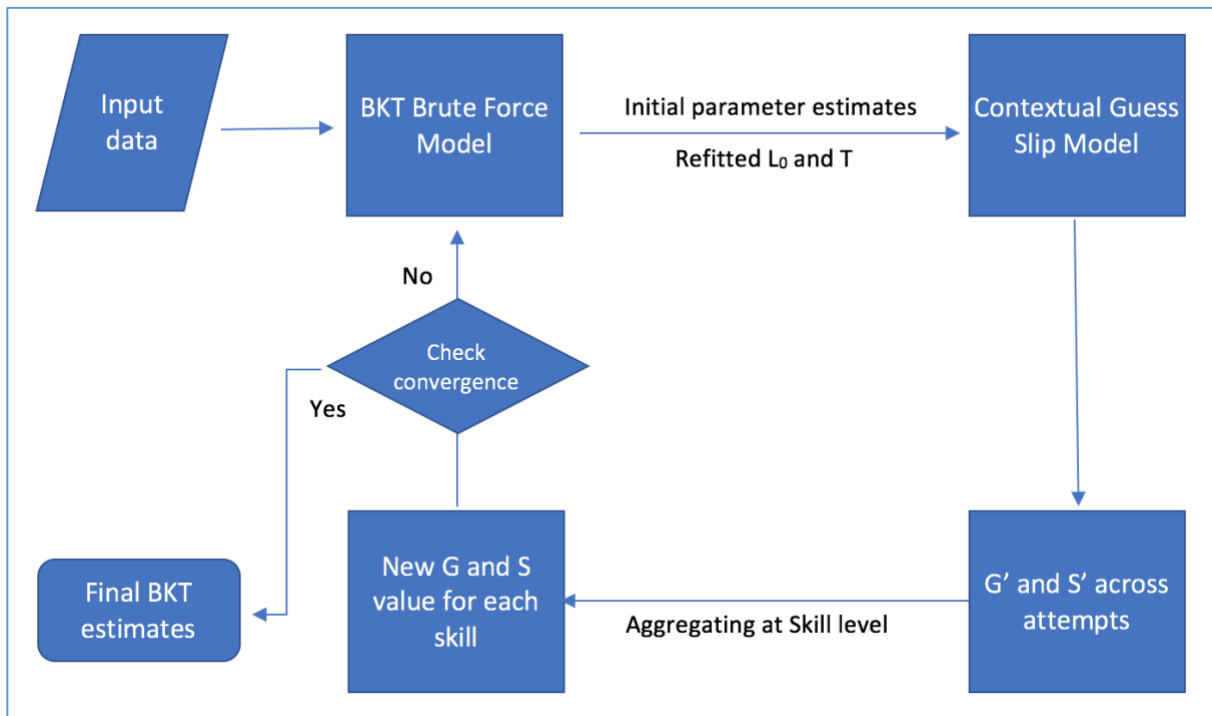 Input
data
BKT Brute Force
Model
Initial parameter estimates
Refitted L₀ and T
Contextual Guess
Slip Model
No
Check
convergence
Yes
Final BKT
estimates
New G and S
value for each
skill
Aggregating at Skill level
G’ and S’ across
attempts